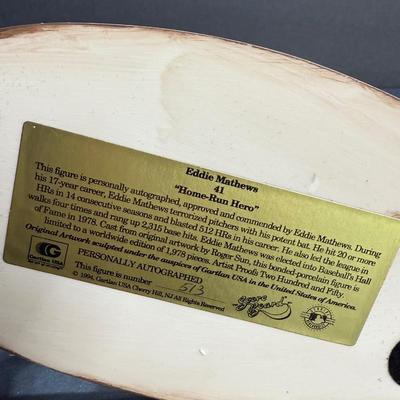 Eddie Mathews
41
"Home-Run Hero"
This figure is personally autographed, approved and commended by Eddie Mathews. During
his 17-year career, Eddie Mathews terrorized pitchers with his potent bat. He hit 20 or more
HRs in 14 consecutive seasons and blasted 512 HRs in his career. He also led the league in
walks four times and rang up 2,315 base hits. Eddie Mathews was elected into Baseball's Hall
of Fame in 1978. Cast from original artwork by Roger Sun, this bonded-porcelain figure is
limited to a worldwide edition of 1,978 pieces. Artist Proofs Two Hundred and Fifty.
Original Artwork sculpted under the auspices of Gartlan USA in the United States of America.
PERSONALLY AUTOGRAPHED
This figure is number 513
© 1994, Gartlan USA Cherry Hill, NJ All Rights Reserved
Gartlan USA